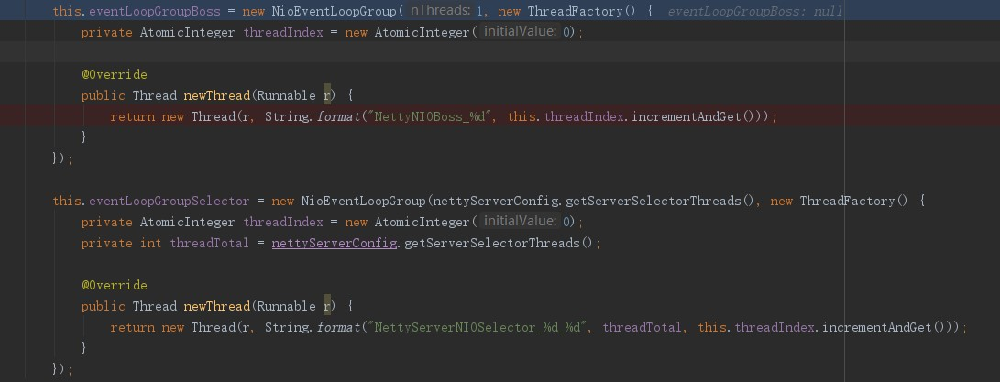 this.eventLoopGroupBoss = new NioEventLoopGroup( nThreads: 1, new ThreadFactory() {  eventLoopGroupBoss: null
    private AtomicInteger threadIndex = new AtomicInteger( initialValue: 0);
    @Override
    public Thread newThread(Runnable r) {
        return new Thread(r, String.format("NettyNIOBoss_%d", this.threadIndex.incrementAndGet()));
    }
});
this.eventLoopGroupSelector = new NioEventLoopGroup(nettyServerConfig.getServerSelectorThreads(), new ThreadFactory() {
    private AtomicInteger threadIndex = new AtomicInteger( initialValue: 0);
    private int threadTotal = nettyServerConfig.getServerSelectorThreads();
    @Override
    public Thread newThread(Runnable r) {
        return new Thread(r, String.format("NettyServerNIOSelector_%d_%d", threadTotal, this.threadIndex.incrementAndGet()));
    }
});